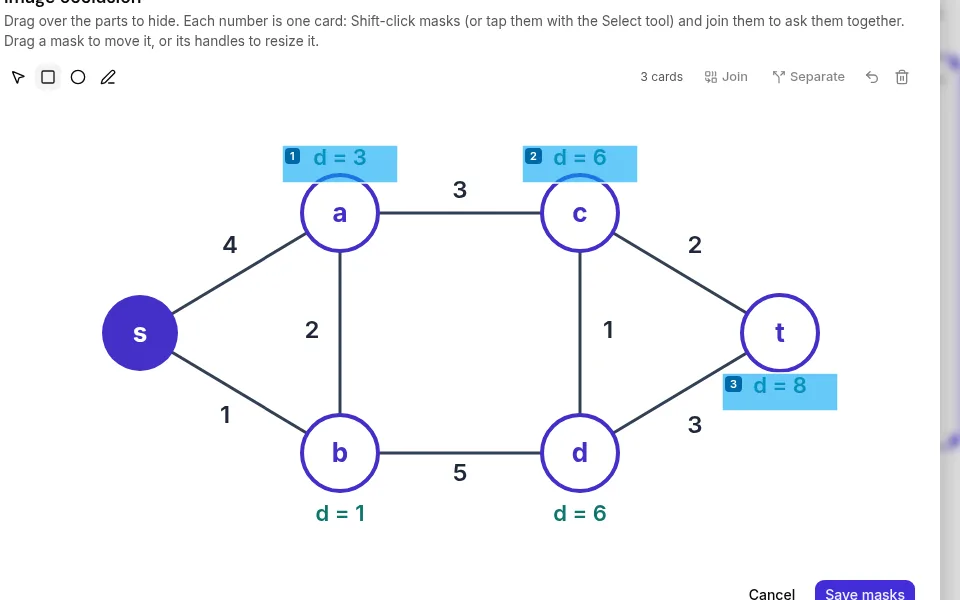 Image occlusion
Drag over the parts to hide. Each number is one card: Shift-click masks (or tap them with the Select tool) and join them to ask them together.
Drag a mask to move it, or its handles to resize it.
3 cards Join Separate
1 d = 3
2 d = 6
3
a
c
4
2
s
2
1
t
3 d = 8
1
3
b
d
5
d = 1
d = 6
Cancel Save masks